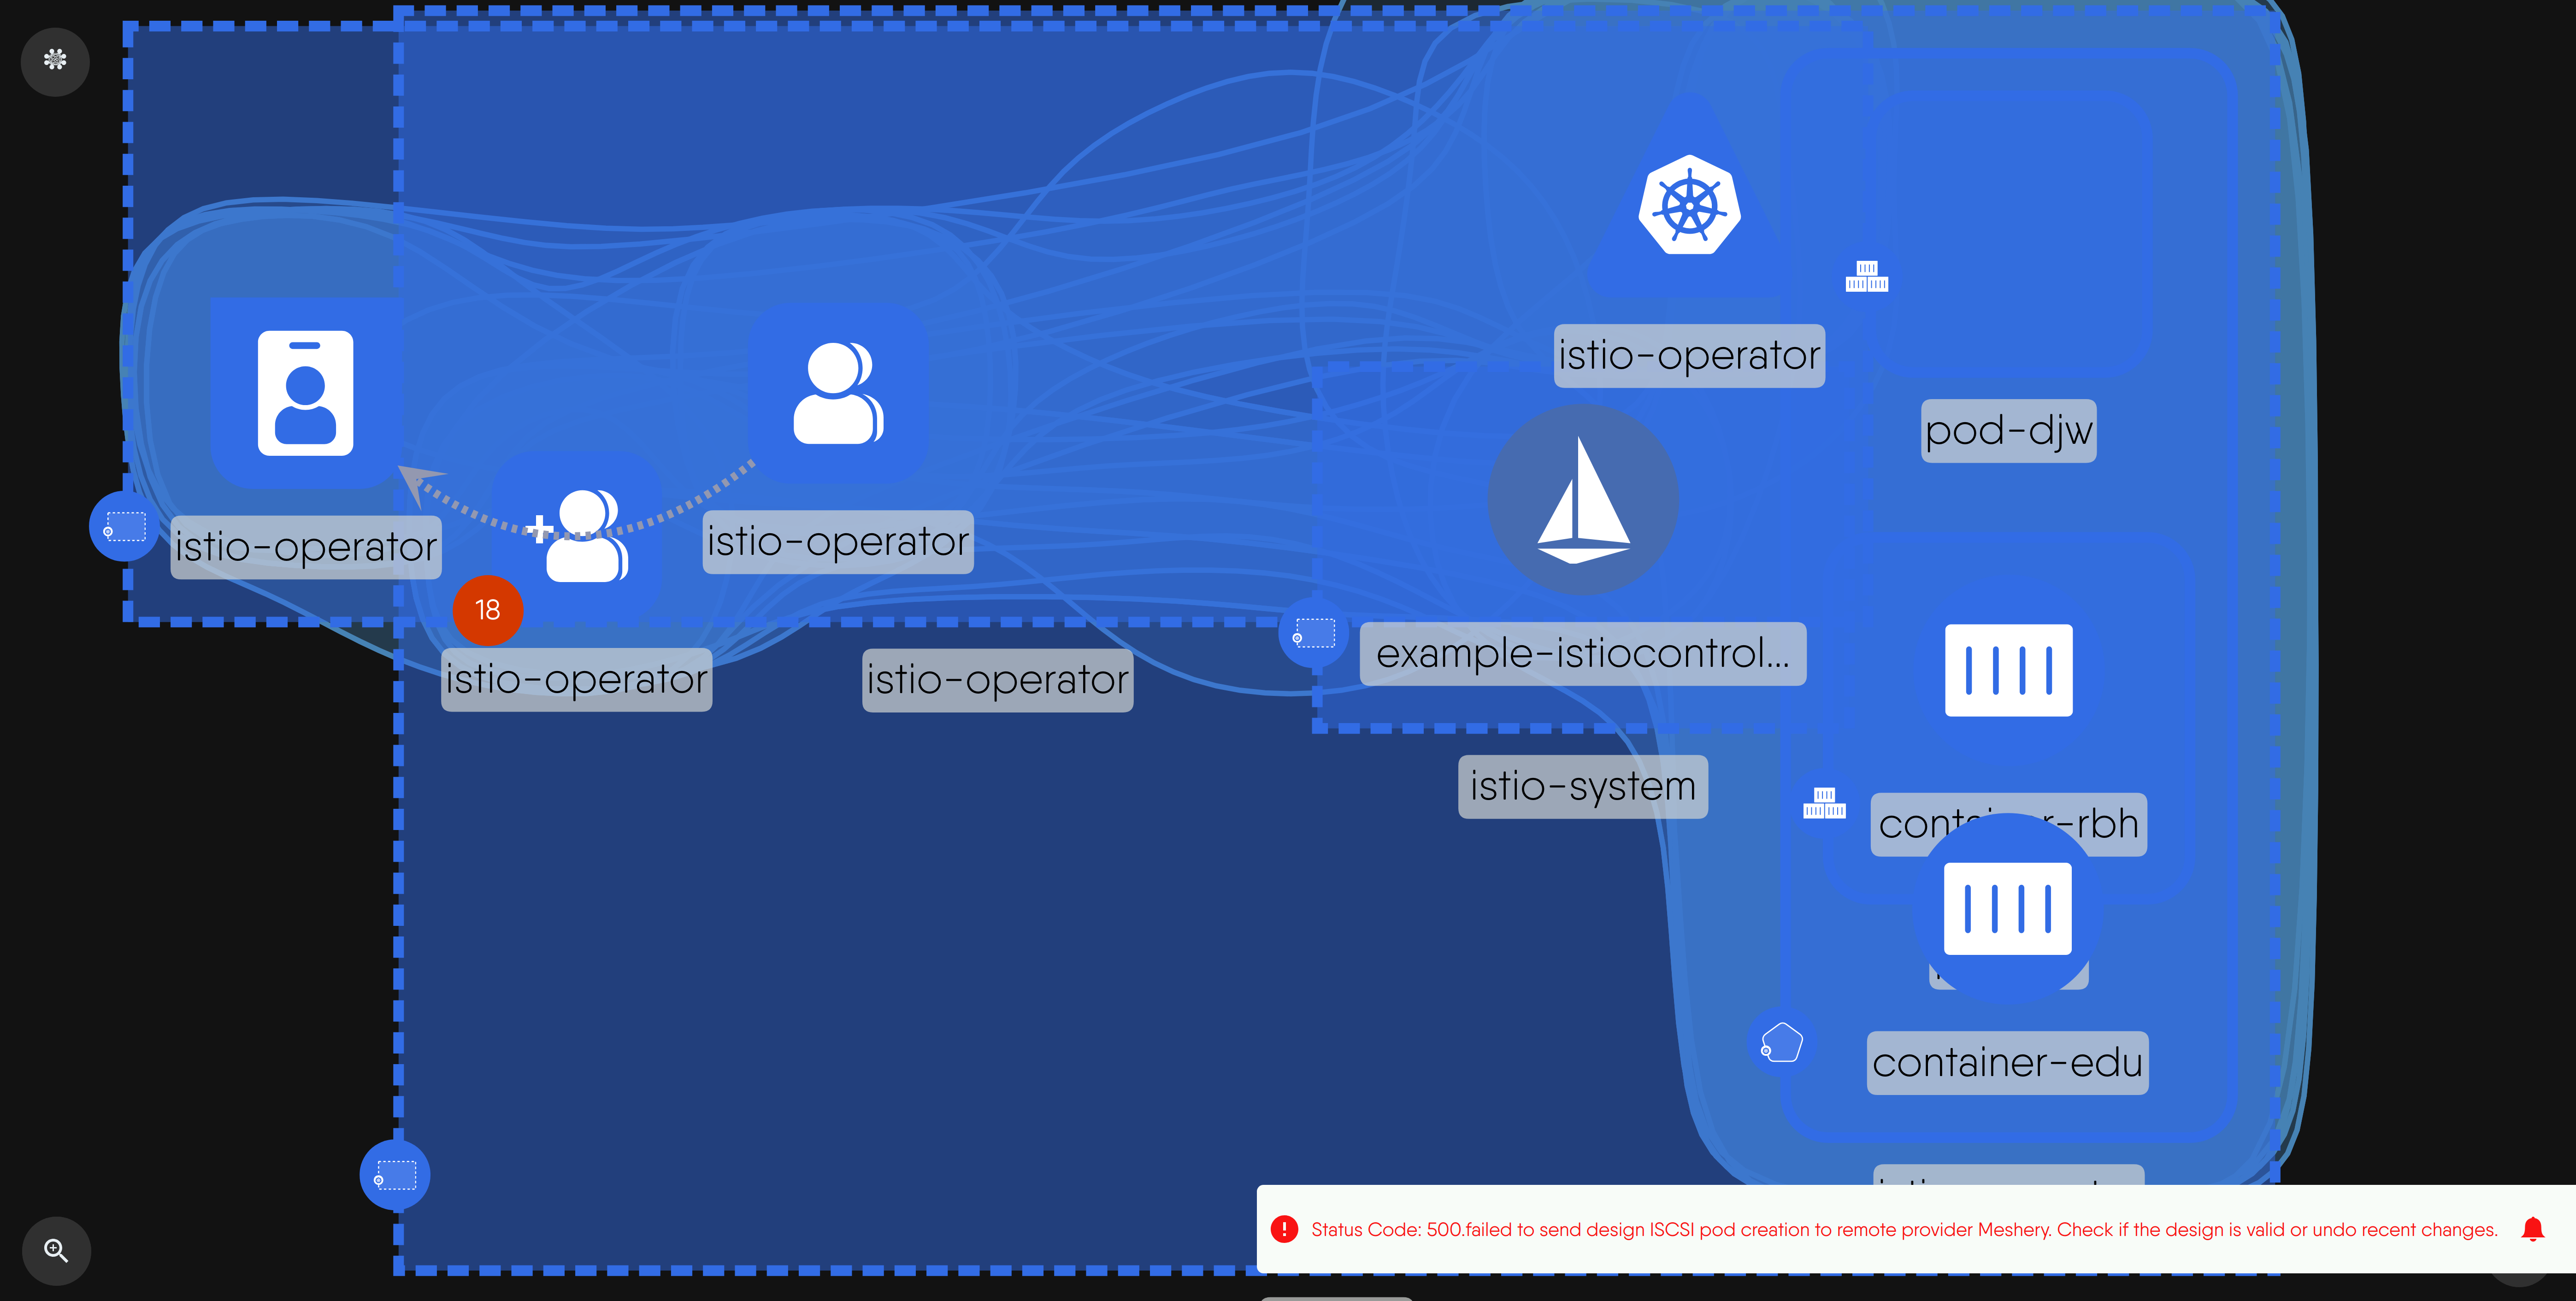 istio-operator
pod-djw
istio-operator
istio-operator
18
example-istiocontrol...
istio-operator
istio-operator
istio-system
container-rbh
container-edu
Status Code: 500.failed to send design ISCSI pod creation to remote provider Meshery. Check if the design is valid or undo recent changes.